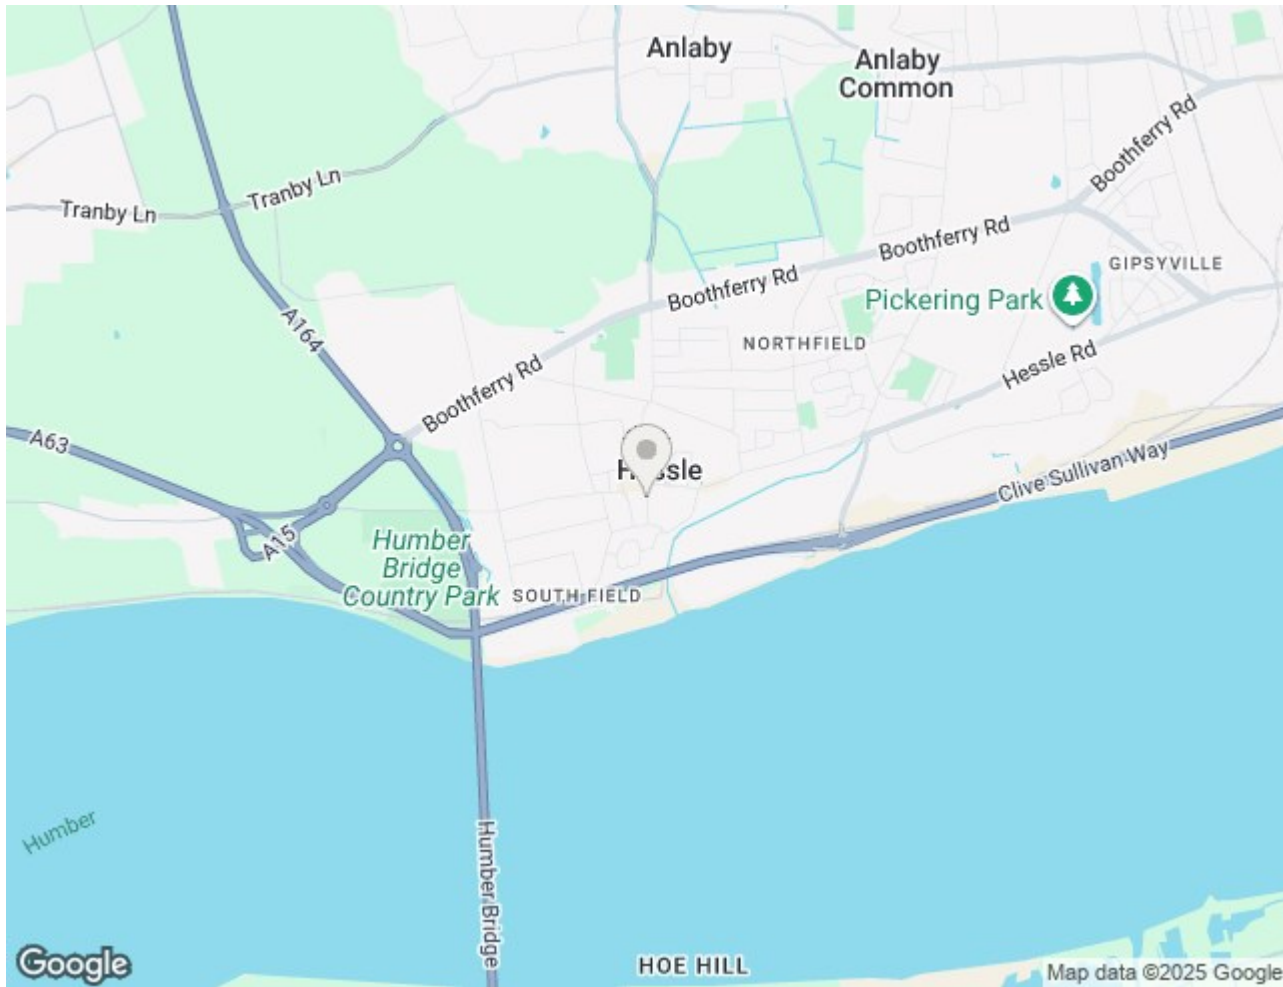 Anlaby
Anlaby
Common
Boothferry Rd
Tranby Ln
Tranby Ln
Boothferry Rd
GIPSYVILLE
Boothferry Rd
Pickering Park
A164
NORTHFIELD
Hessle Rd
Boothferry Rd
A63
Hessle
Clive Sullivan Way
A15
Humber
Bridge
Country Park
SOUTH FIELD
Humber
Humber Bridge
HOE HILL
Google
Map data ©2025 Google